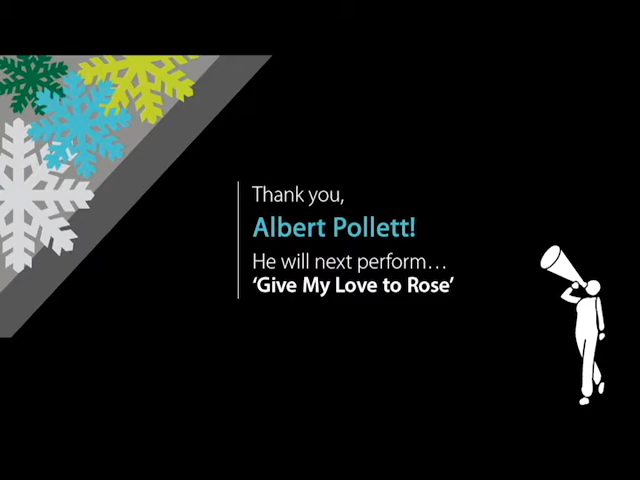 Thank you,
Albert Pollett!
He will next perform…
‘Give My Love to Rose’